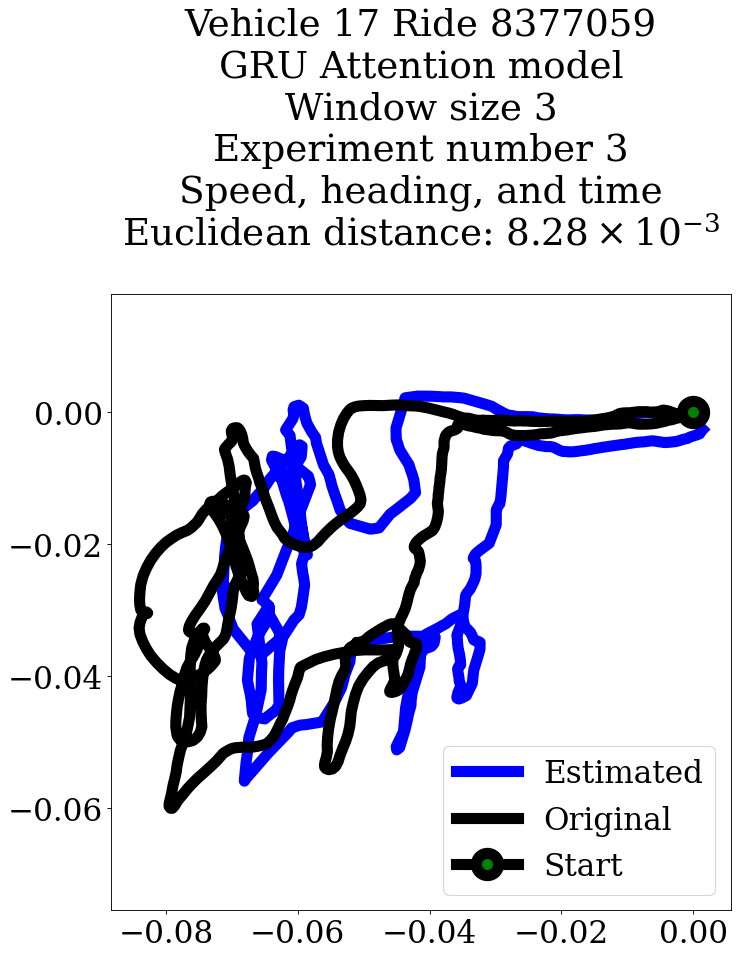 Vehicle 17 Ride 8377059
GRU Attention model
Window size 3
Experiment number 3
Speed, heading, and time
Euclidean distance: 8.28 × 10⁻³
0.00
−0.02
−0.04
−0.06
Estimated
Original
Start
−0.08 −0.06 −0.04 −0.02 0.00